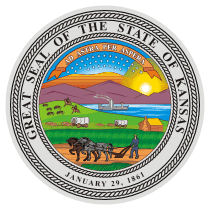 GREAT SEAL OF THE STATE OF KANSAS
AD ASTRA PER ASPERA
JANUARY 29, 1861